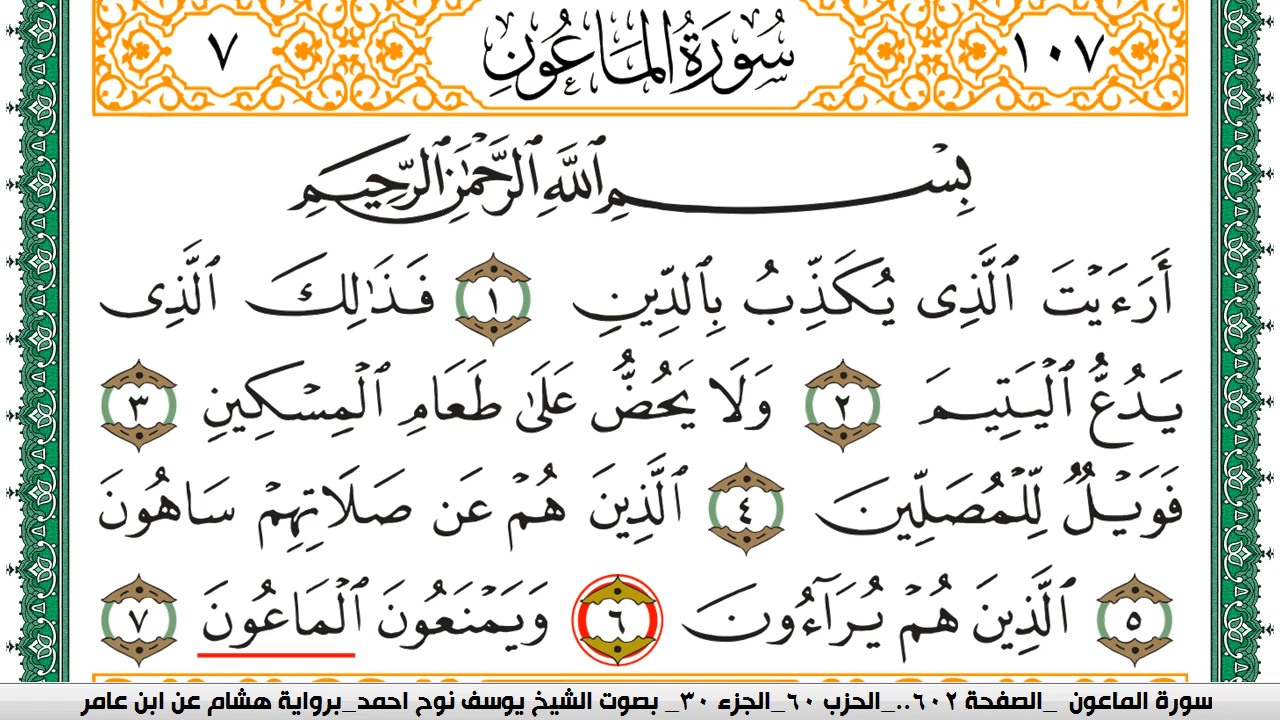 ١٠٧ سُورَةُ المَاعُونِ ٧
بِسْمِ ٱللَّهِ ٱلرَّحْمَٰنِ ٱلرَّحِيمِ
أَرَءَيْتَ ٱلَّذِى يُكَذِّبُ بِٱلدِّينِ ١ فَذَٰلِكَ ٱلَّذِى
يَدُعُّ ٱلْيَتِيمَ ٢ وَلَا يَحُضُّ عَلَىٰ طَعَامِ ٱلْمِسْكِينِ ٣
فَوَيْلٌ لِّلْمُصَلِّينَ ٤ ٱلَّذِينَ هُمْ عَن صَلَاتِهِمْ سَاهُونَ
٥ ٱلَّذِينَ هُمْ يُرَآءُونَ ٦ وَيَمْنَعُونَ ٱلْمَاعُونَ ٧
سورة الماعون _الصفحة ٦٠٢.._الحزب ٦٠_الجزء ٣٠_ بصوت الشيخ يوسف نوح احمد_برواية هشام عن ابن عامر